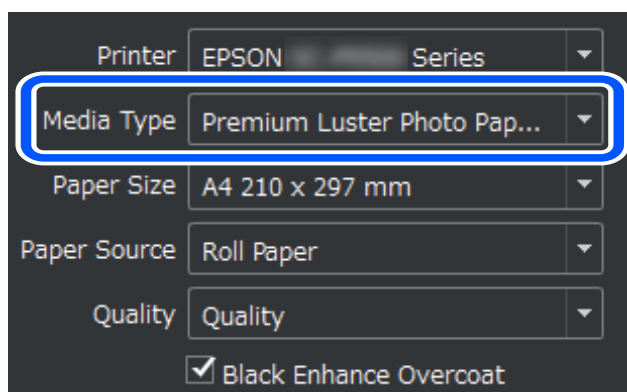 Printer EPSON Series
Media Type Premium Luster Photo Pap...
Paper Size A4 210 x 297 mm
Paper Source Roll Paper
Quality Quality
Black Enhance Overcoat